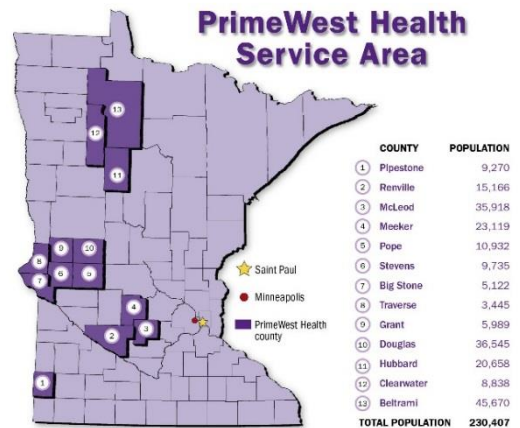 PrimeWest Health
Service Area
13
12
11
9
10
8
6
5
7
4
3
2
1
Saint Paul
Minneapolis
PrimeWest Health
county
COUNTY POPULATION
1 Pipestone 9,270
2 Renville 15,166
3 McLeod 35,918
4 Meeker 23,119
5 Pope 10,932
6 Stevens 9,735
7 Big Stone 5,122
8 Traverse 3,445
9 Grant 5,989
10 Douglas 36,545
11 Hubbard 20,658
12 Clearwater 8,838
13 Beltrami 45,670
TOTAL POPULATION 230,407